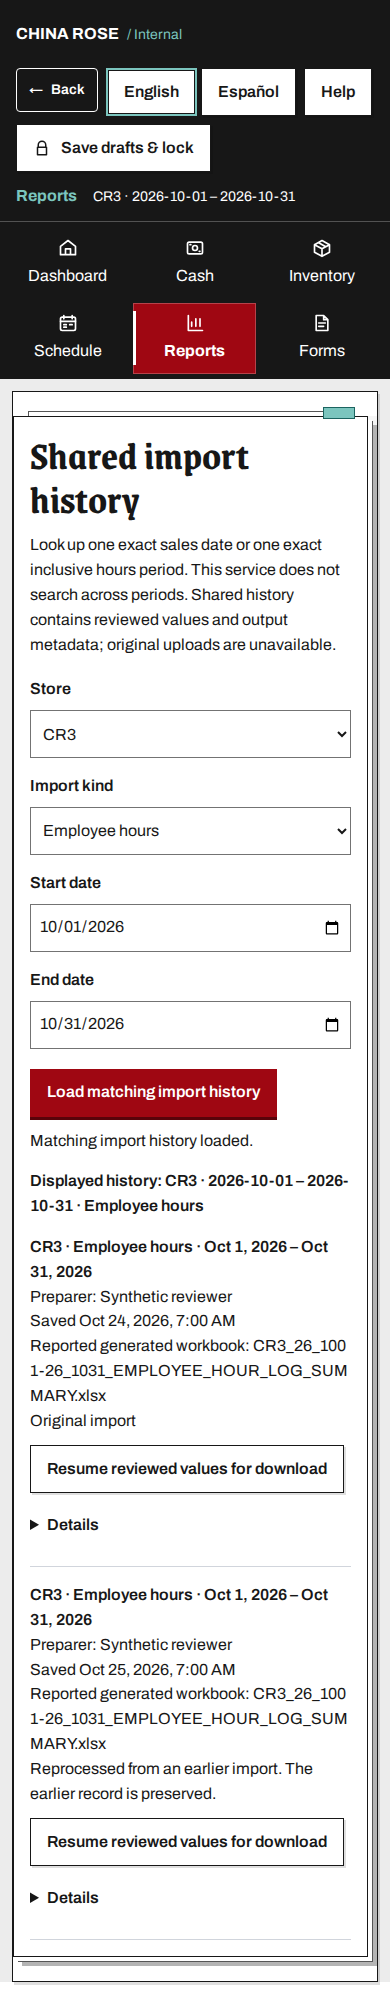 CHINA ROSE / Internal
← Back
English
Español
Help
Save drafts & lock
Reports CR3 · 2026-10-01 – 2026-10-31
Dashboard
Cash
Inventory
Schedule
Reports
Forms
Shared import
history
Look up one exact sales date or one exact
inclusive hours period. This service does not
search across periods. Shared history
contains reviewed values and output
metadata; original uploads are unavailable.
Store
CR3
Import kind
Employee hours
Start date
10/01/2026
End date
10/31/2026
Load matching import history
Matching import history loaded.
Displayed history: CR3 · 2026-10-01 – 2026-
10-31 · Employee hours
CR3 · Employee hours · Oct 1, 2026 – Oct
31, 2026
Preparer: Synthetic reviewer
Saved Oct 24, 2026, 7:00 AM
Reported generated workbook: CR3_26_100
1-26_1031_EMPLOYEE_HOUR_LOG_SUM
MARY.xlsx
Original import
Resume reviewed values for download
Details
CR3 · Employee hours · Oct 1, 2026 – Oct
31, 2026
Preparer: Synthetic reviewer
Saved Oct 25, 2026, 7:00 AM
Reported generated workbook: CR3_26_100
1-26_1031_EMPLOYEE_HOUR_LOG_SUM
MARY.xlsx
Reprocessed from an earlier import. The
earlier record is preserved.
Resume reviewed values for download
Details